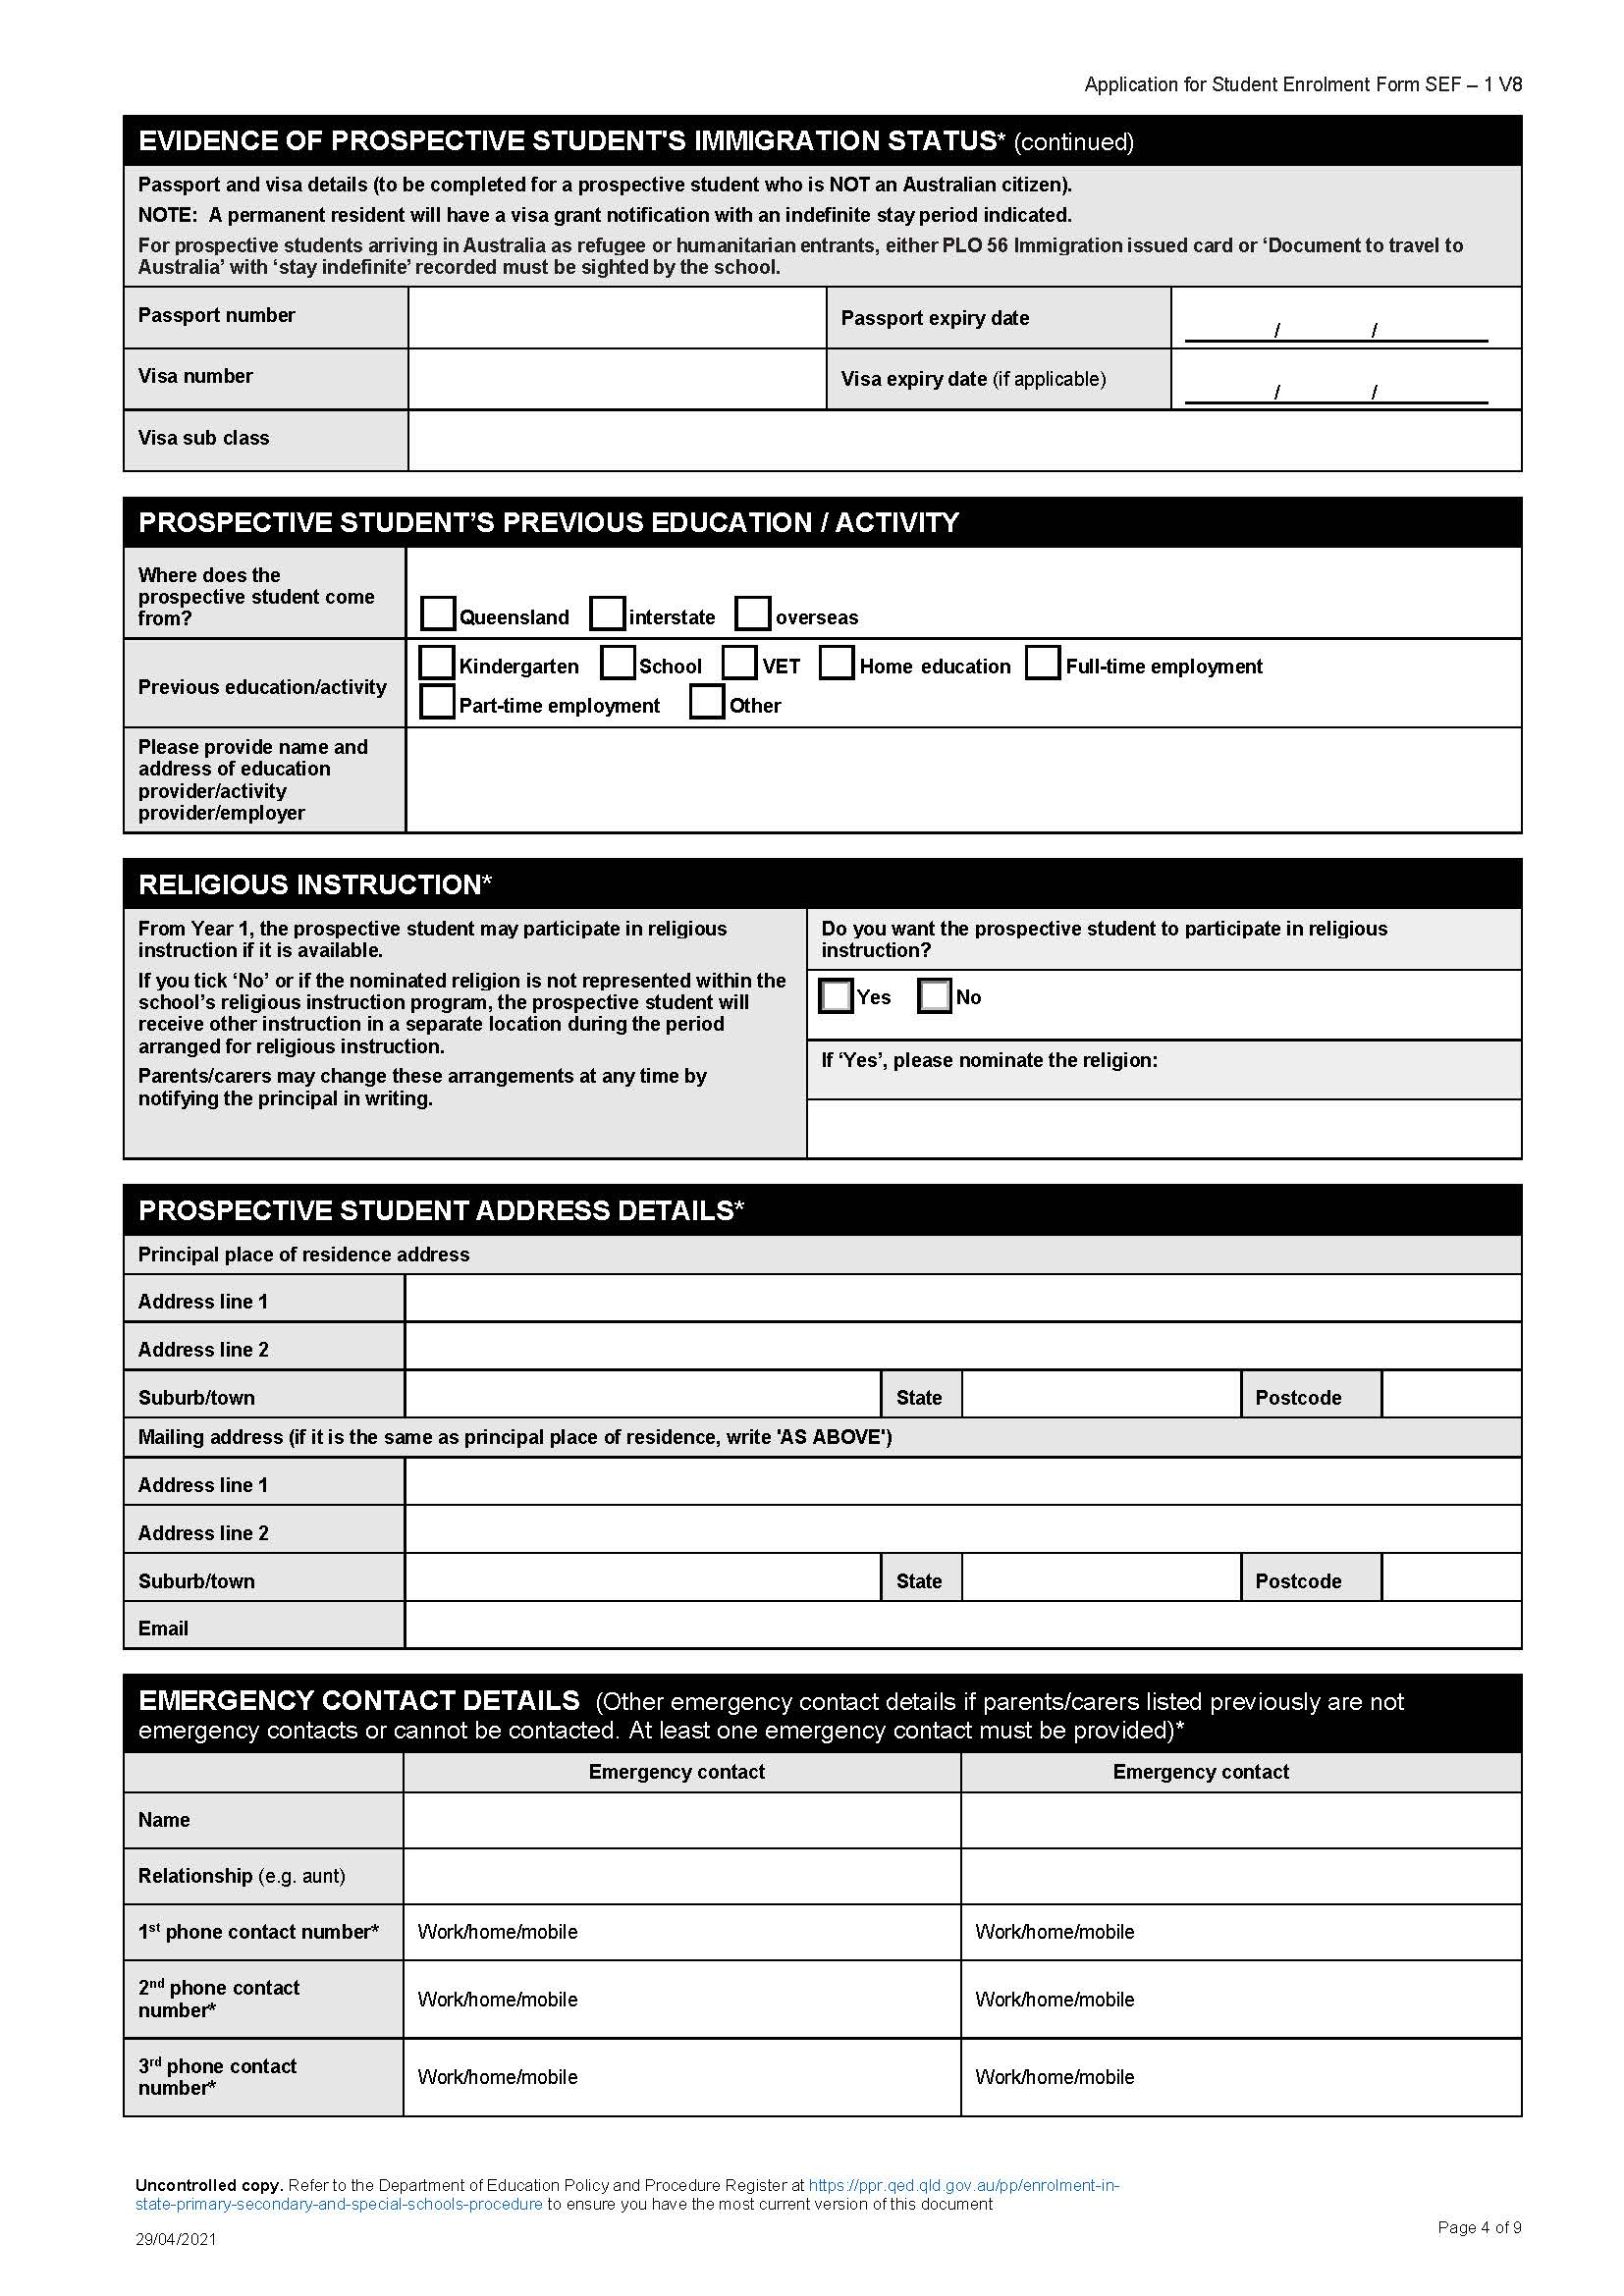 Application for Student Enrolment Form SEF – 1 V8
EVIDENCE OF PROSPECTIVE STUDENT'S IMMIGRATION STATUS* (continued)
Passport and visa details (to be completed for a prospective student who is NOT an Australian citizen).
NOTE: A permanent resident will have a visa grant notification with an indefinite stay period indicated.
For prospective students arriving in Australia as refugee or humanitarian entrants, either PLO 56 Immigration issued card or ‘Document to travel to
Australia’ with ‘stay indefinite’ recorded must be sighted by the school.
Passport number
Passport expiry date
/ /
Visa number
Visa expiry date (if applicable)
/ /
Visa sub class
PROSPECTIVE STUDENT’S PREVIOUS EDUCATION / ACTIVITY
Where does the
prospective student come
from?
Queensland interstate overseas
Previous education/activity
Kindergarten School VET Home education Full-time employment
Part-time employment Other
Please provide name and
address of education
provider/activity
provider/employer
RELIGIOUS INSTRUCTION*
From Year 1, the prospective student may participate in religious
instruction if it is available.
If you tick ‘No’ or if the nominated religion is not represented within the
school’s religious instruction program, the prospective student will
receive other instruction in a separate location during the period
arranged for religious instruction.
Parents/carers may change these arrangements at any time by
notifying the principal in writing.
Do you want the prospective student to participate in religious
instruction?
Yes No
If ‘Yes’, please nominate the religion:
PROSPECTIVE STUDENT ADDRESS DETAILS*
Principal place of residence address
Address line 1
Address line 2
Suburb/town State Postcode
Mailing address (if it is the same as principal place of residence, write 'AS ABOVE')
Address line 1
Address line 2
Suburb/town State Postcode
Email
EMERGENCY CONTACT DETAILS (Other emergency contact details if parents/carers listed previously are not
emergency contacts or cannot be contacted. At least one emergency contact must be provided)*
Emergency contact Emergency contact
Name
Relationship (e.g. aunt)
1st phone contact number* Work/home/mobile Work/home/mobile
2nd phone contact
number*
Work/home/mobile Work/home/mobile
3rd phone contact
number*
Work/home/mobile Work/home/mobile
Uncontrolled copy. Refer to the Department of Education Policy and Procedure Register at https://ppr.qed.qld.gov.au/pp/enrolment-in-
state-primary-secondary-and-special-schools-procedure to ensure you have the most current version of this document
29/04/2021
Page 4 of 9